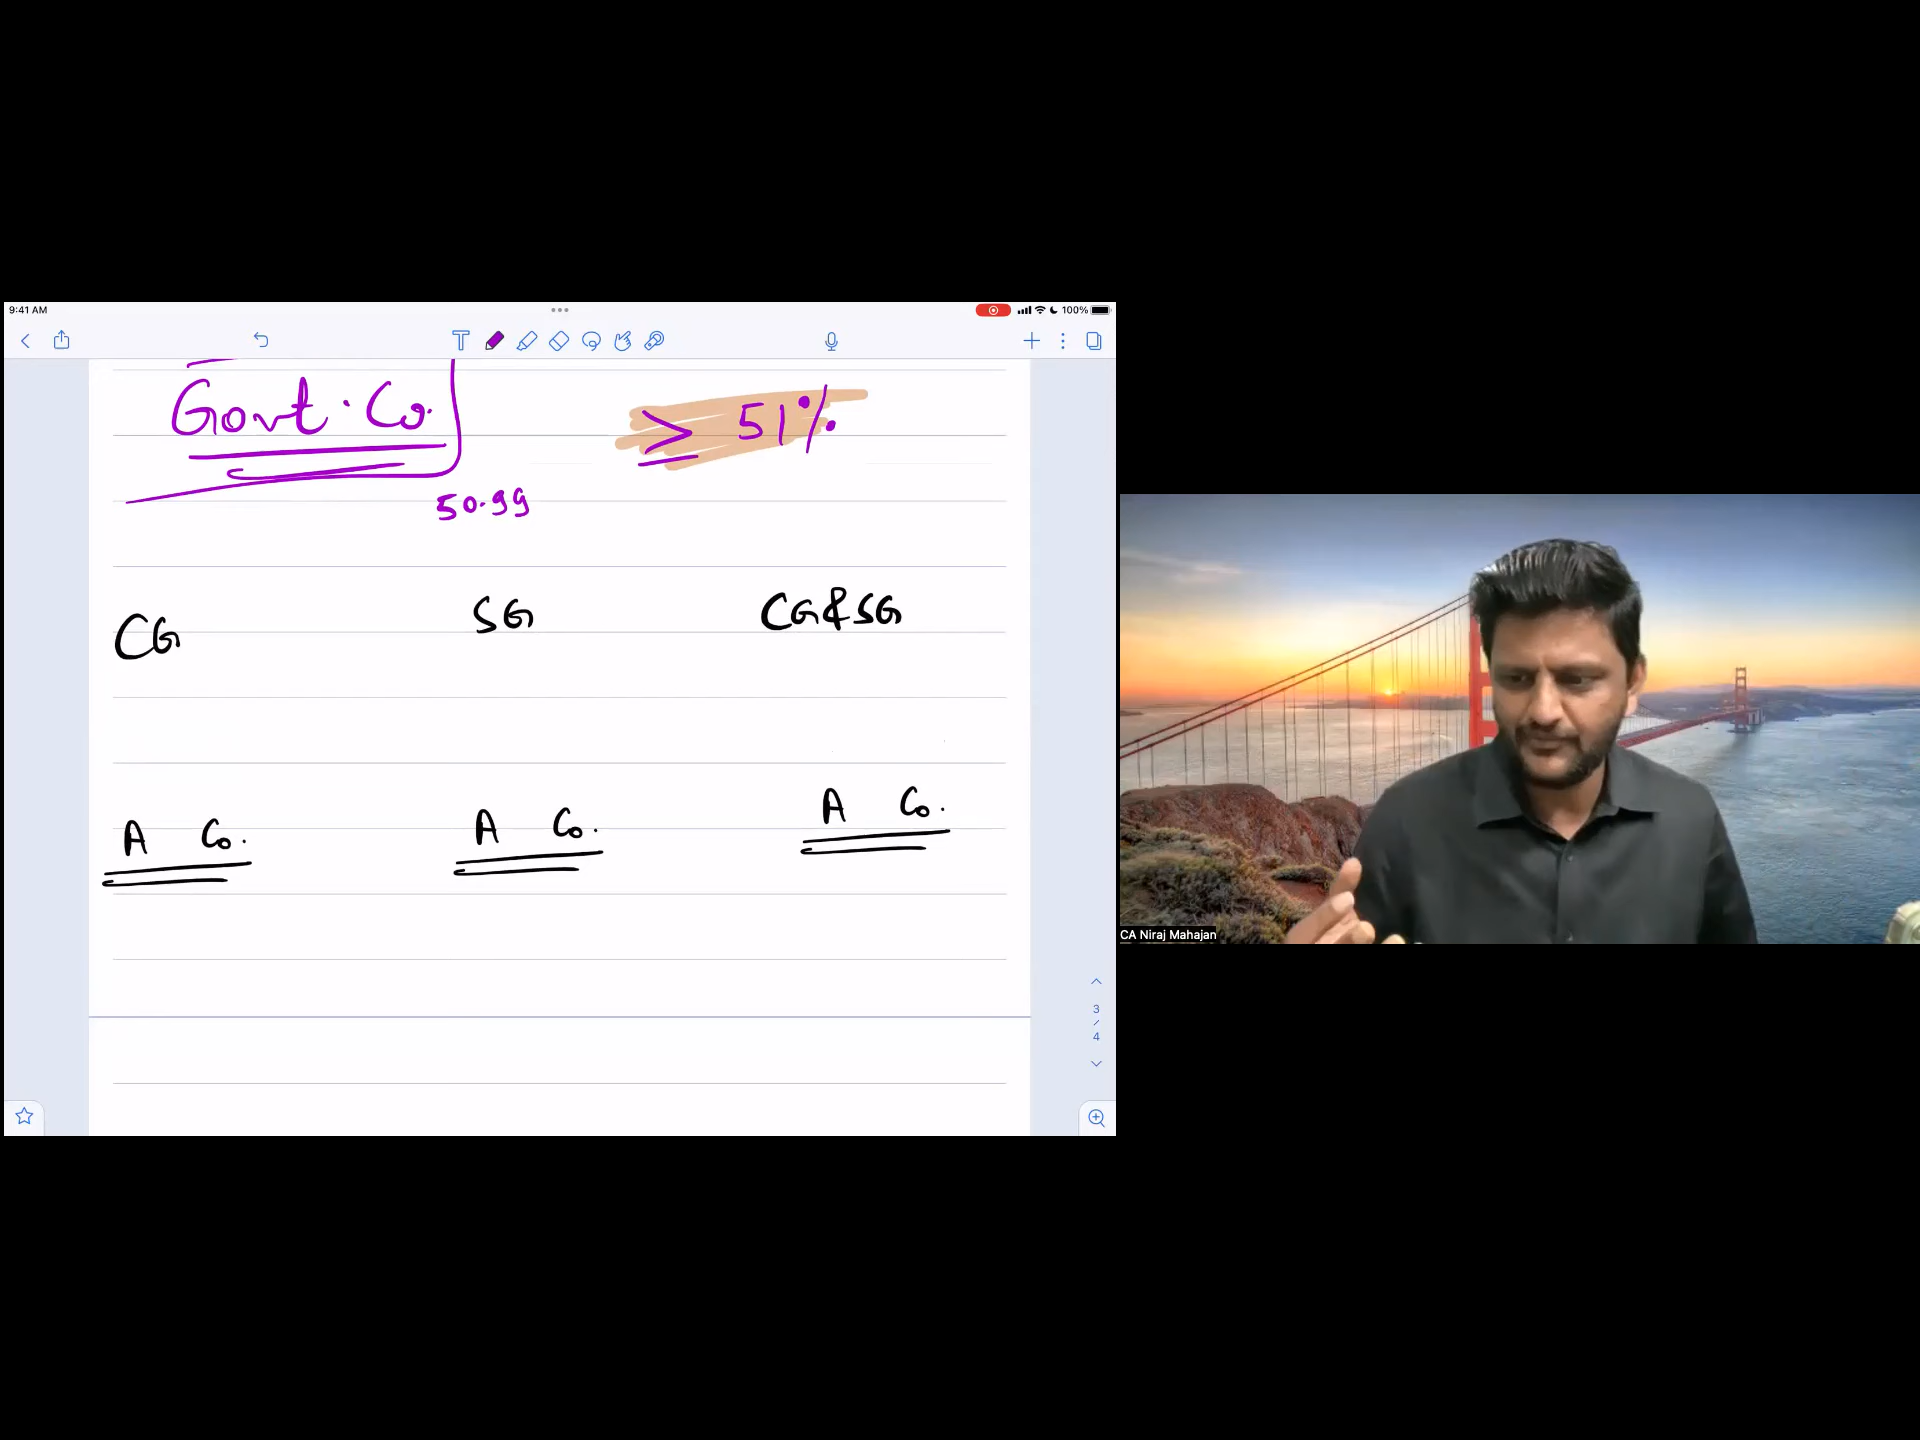 9:41 AM
100%
T
Govt. Co.
≥ 51%
50.99
CG SG CG & SG
A Co. A Co. A Co.
3
/
4
CA Niraj Mahajan